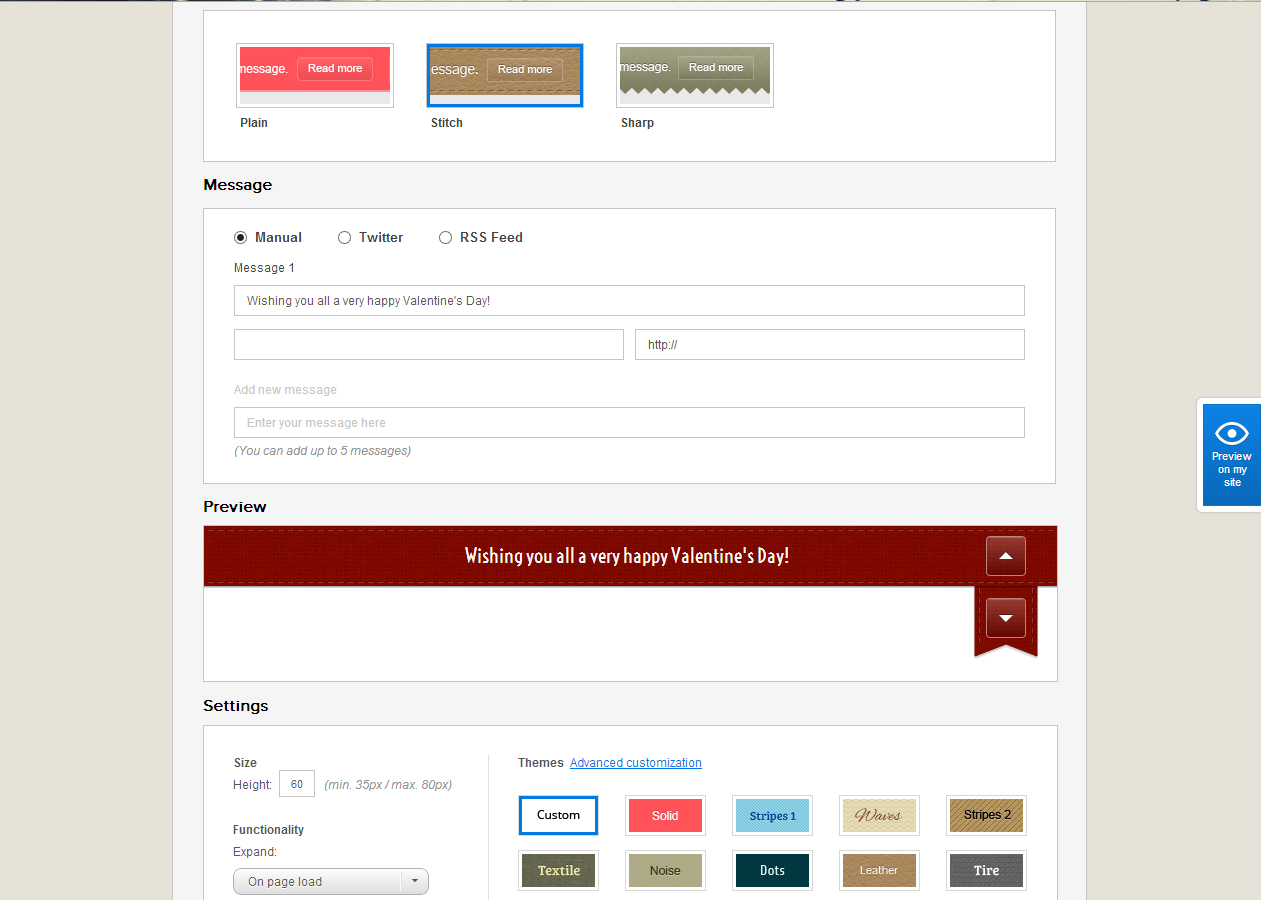 message. Read more
essage. Read more
message. Read more
Plain
Stitch
Sharp
Message
Manual
Twitter
RSS Feed
Message 1
Wishing you all a very happy Valentine's Day!
http://
Add new message
Enter your message here
(You can add up to 5 messages)
Preview
on my
site
Preview
Wishing you all a very happy Valentine's Day!
Settings
Size
Height: 60 (min. 35px / max. 80px)
Functionality
Expand:
On page load
Themes Advanced customization
Custom
Solid
Stripes 1
Waves
Stripes 2
Textile
Noise
Dots
Leather
Tire